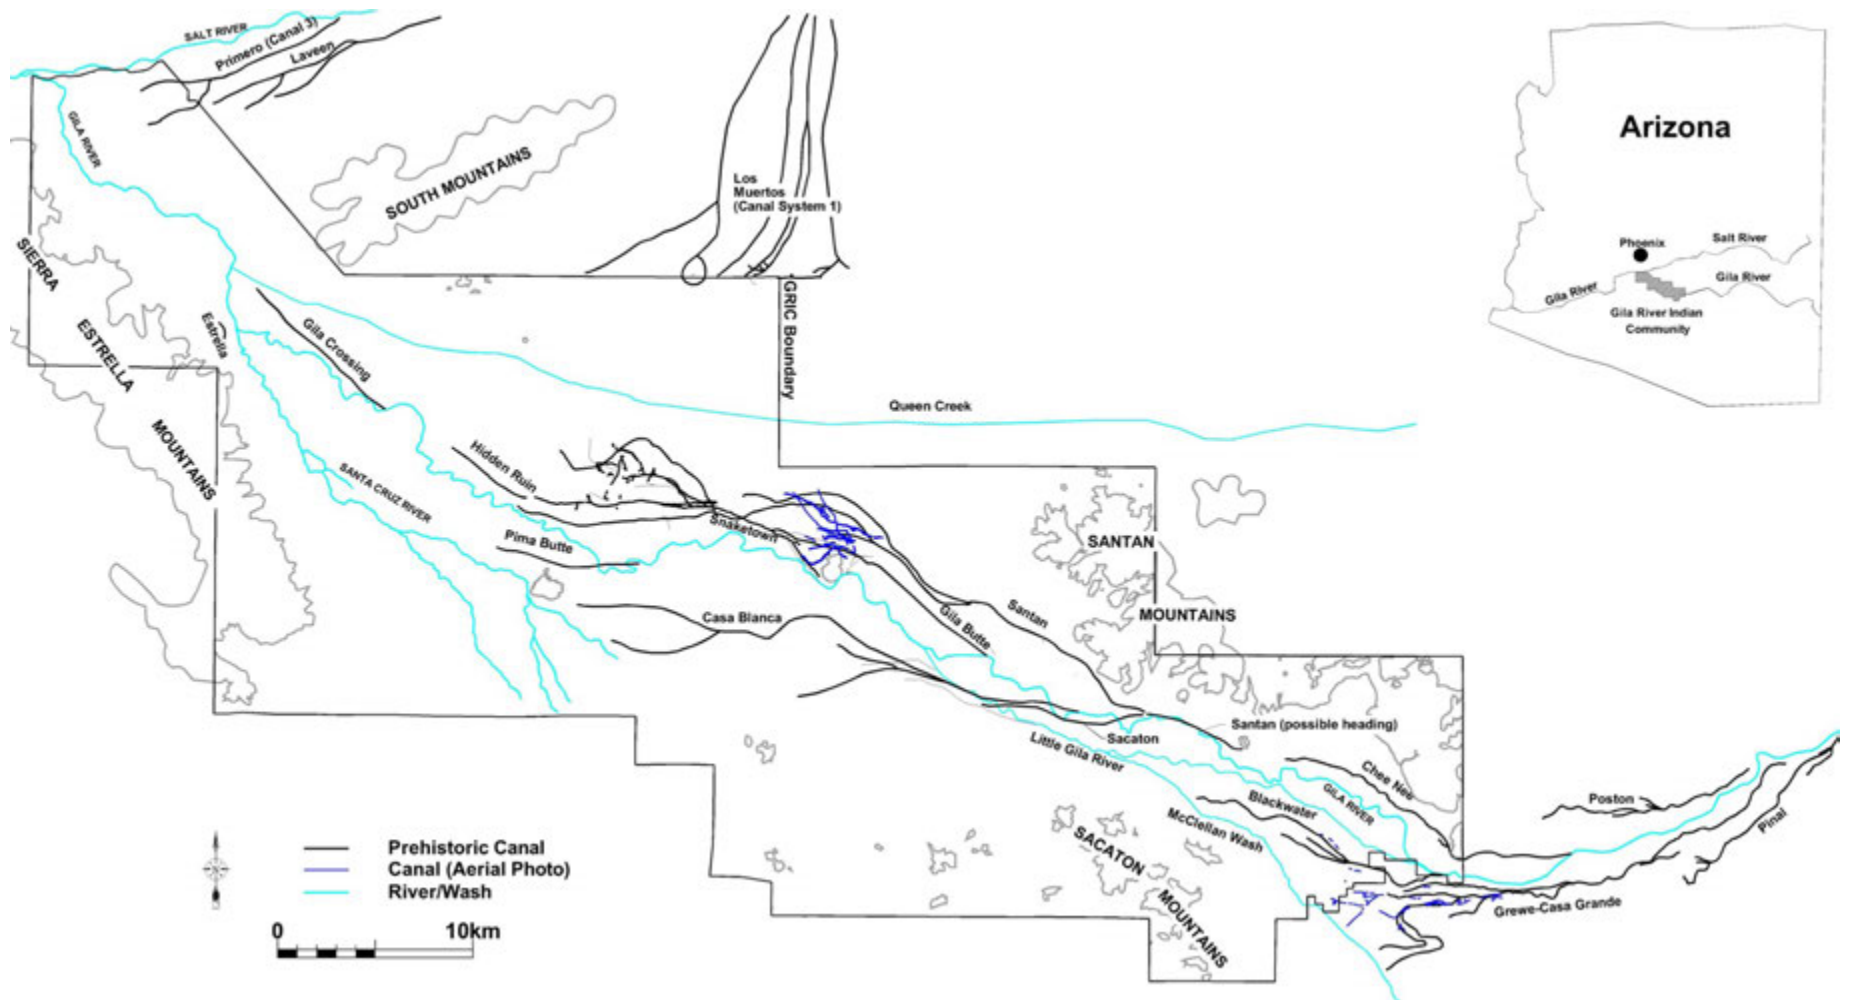 SALT RIVER
Primero (Canal 3)
Laveen
GILA RIVER
SOUTH MOUNTAINS
Los
Muertos
(Canal System 1)
GRIC Boundary
SIERRA
ESTRELLA
MOUNTAINS
Estrella
Gila Crossing
Queen Creek
Hidden Ruin
SANTA CRUZ RIVER
Snaketown
Pima Butte
Casa Blanca
Gila Butte
Santan
SANTAN
MOUNTAINS
Santan (possible heading)
Sacaton
Little Gila River
Chee Nee
GILA RIVER
Blackwater
McClellan Wash
Poston
Pinal
Grewe-Casa Grande
SACATON
MOUNTAINS
Arizona
Phoenix
Salt River
Gila River
Gila River
Gila River Indian
Community
Prehistoric Canal
Canal (Aerial Photo)
River/Wash
0 10km